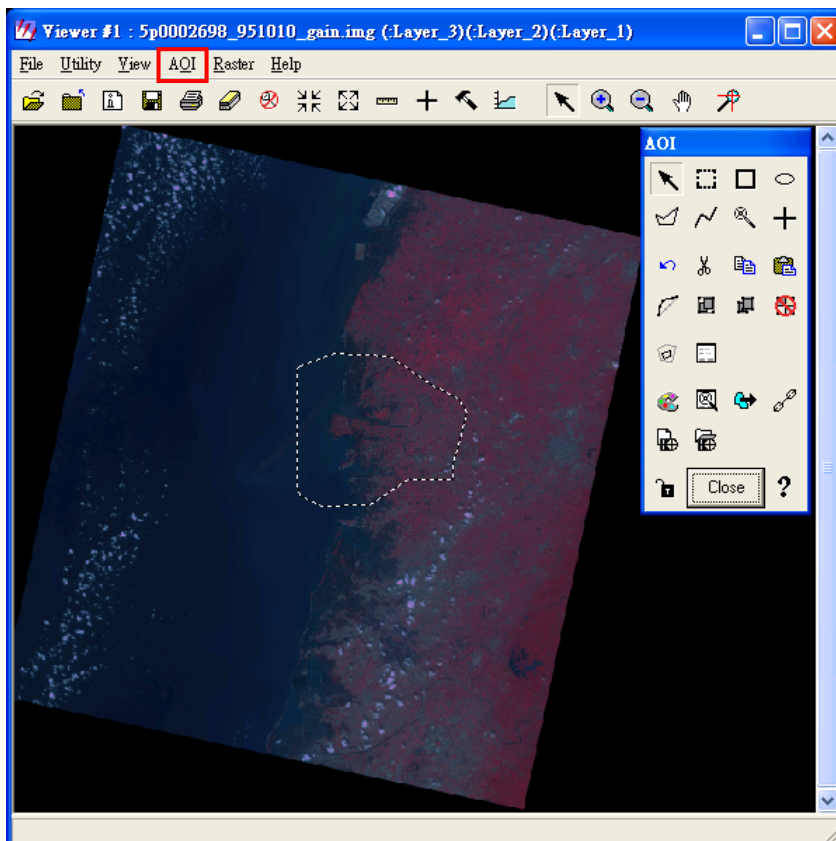 Viewer #1 : 5p0002698_951010_gain.img (:Layer_3)(:Layer_2)(:Layer_1)
File Utility View AOI Raster Help
AOI
Close ?